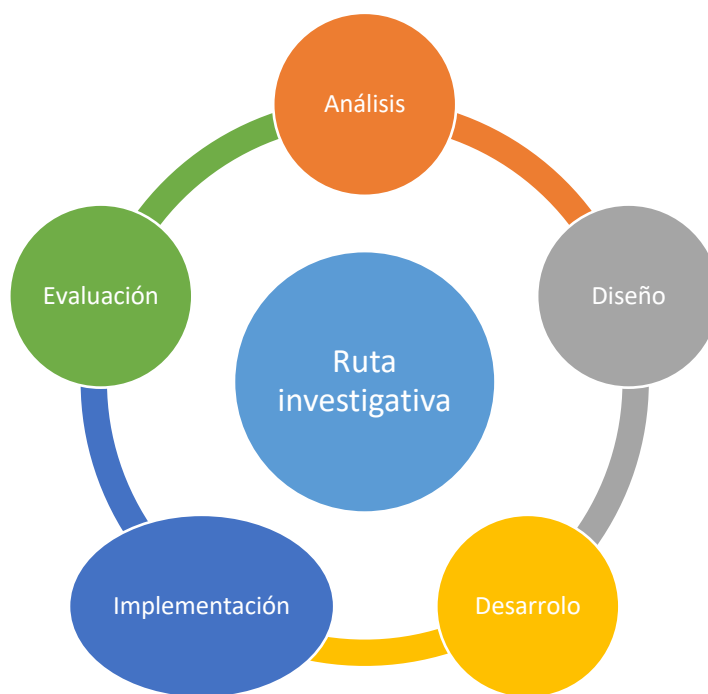 Análisis
Diseño
Desarrolo
Implementación
Evaluación
Ruta
investigativa